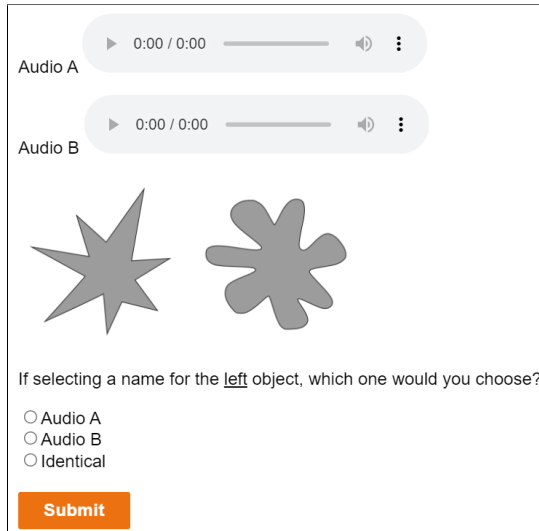 0:00 / 0:00
Audio A
0:00 / 0:00
Audio B
If selecting a name for the left object, which one would you choose?
Audio A
Audio B
Identical
Submit